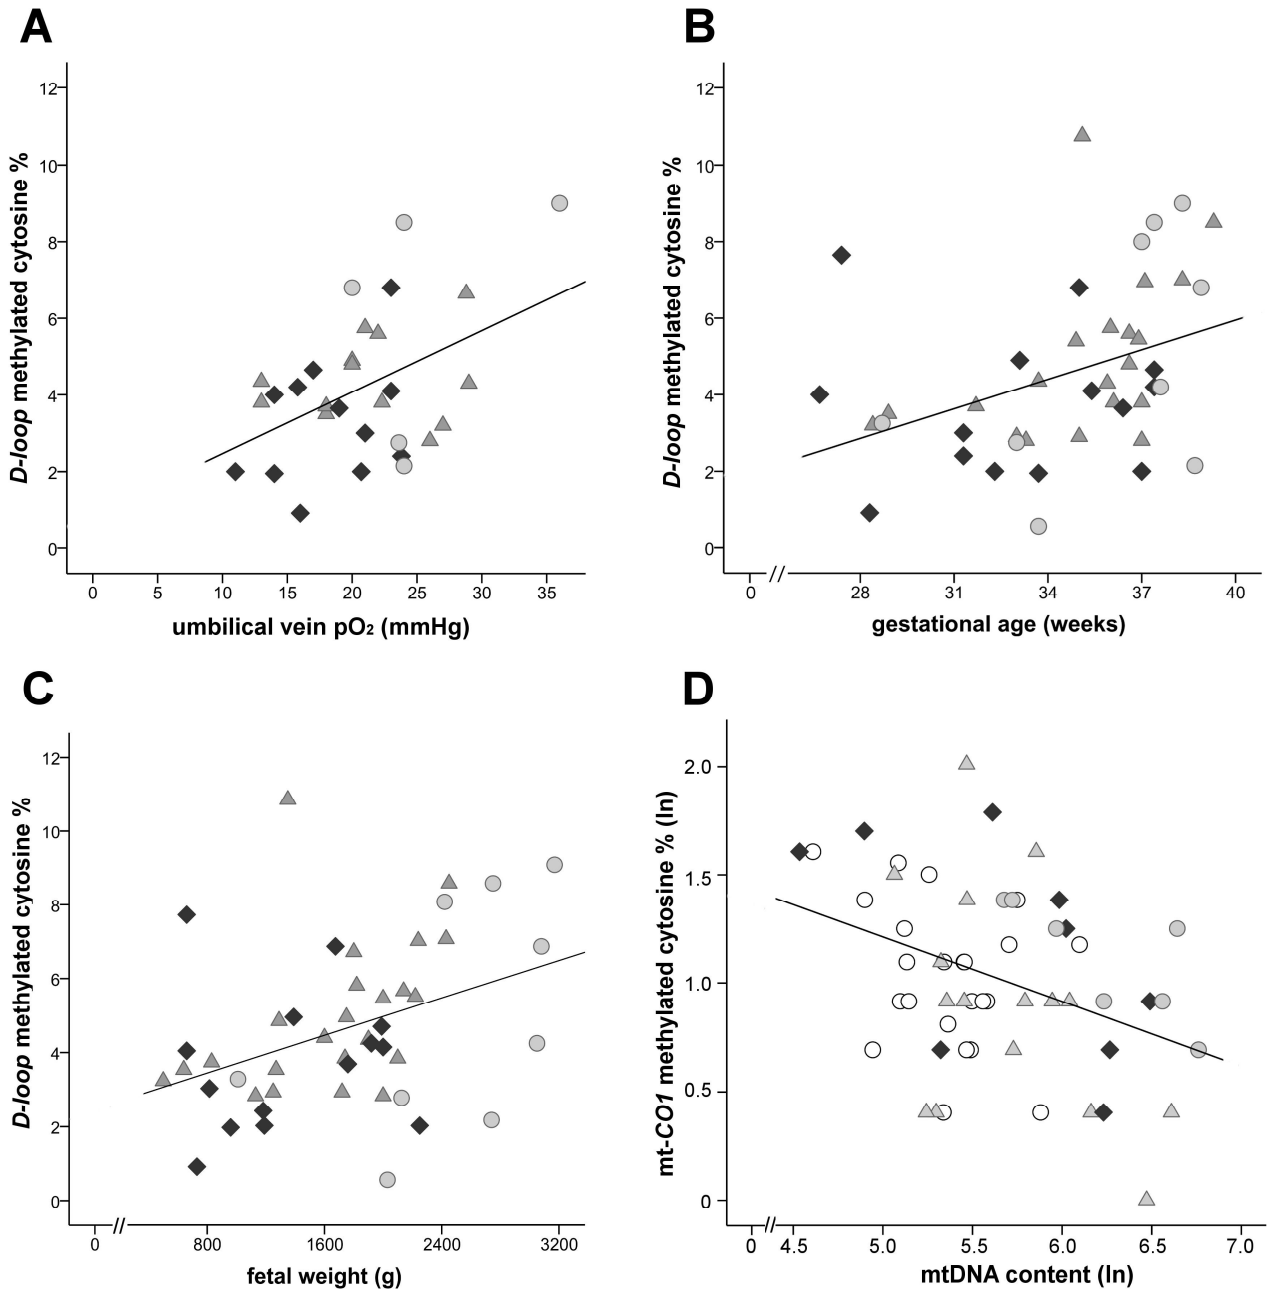 A
D-loop methylated cytosine %
12
10
8
6
4
2
0
0 5 10 15 20 25 30 35
umbilical vein pO₂ (mmHg)
B
D-loop methylated cytosine %
12
10
8
6
4
2
0
0 // 28 31 34 37 40
gestational age (weeks)
C
D-loop methylated cytosine %
12
10
8
6
4
2
0
0 // 800 1600 2400 3200
fetal weight (g)
D
mt-CO1 methylated cytosine % (ln)
2.0
1.5
1.0
0.5
0
0 // 4.5 5.0 5.5 6.0 6.5 7.0
mtDNA content (ln)